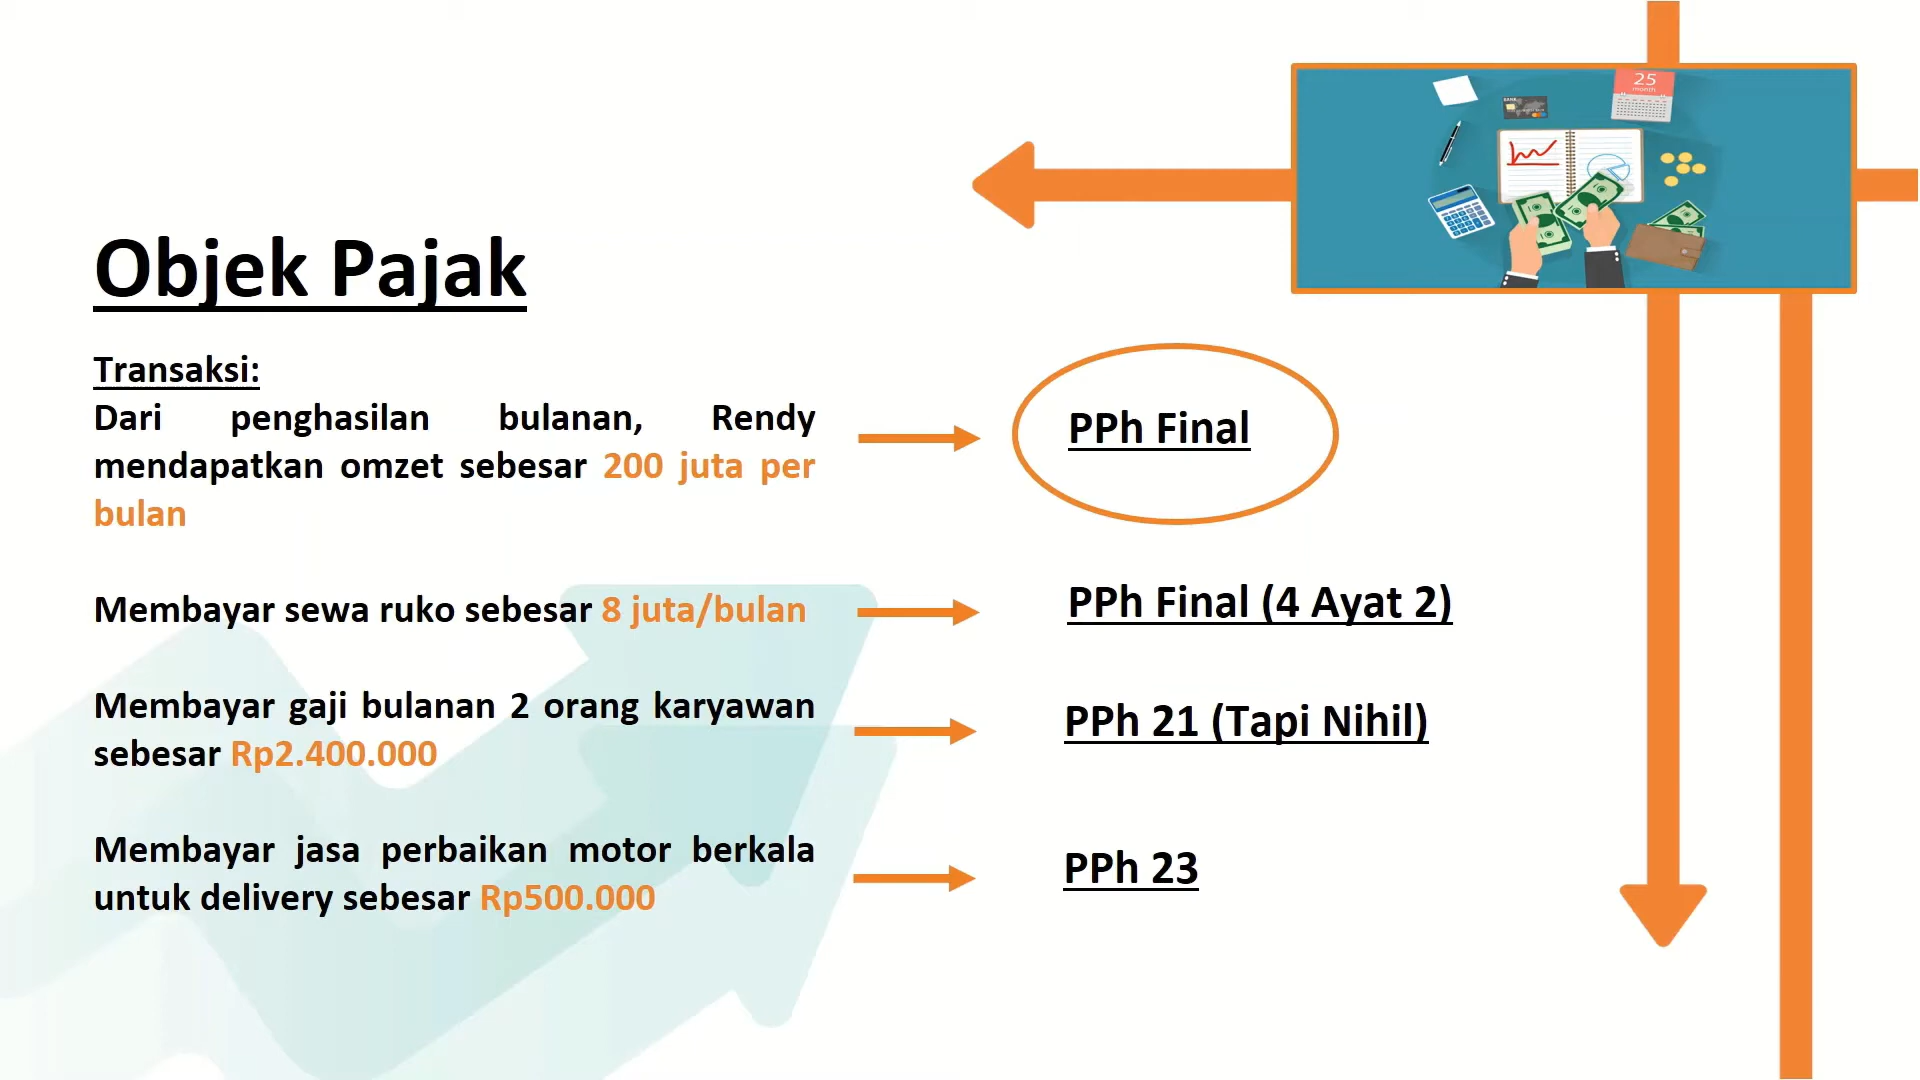 25
month
Objek Pajak
Transaksi:
Dari penghasilan bulanan, Rendy
mendapatkan omzet sebesar 200 juta per
bulan
PPh Final
Membayar sewa ruko sebesar 8 juta/bulan
PPh Final (4 Ayat 2)
Membayar gaji bulanan 2 orang karyawan
sebesar Rp2.400.000
PPh 21 (Tapi Nihil)
Membayar jasa perbaikan motor berkala
untuk delivery sebesar Rp500.000
PPh 23